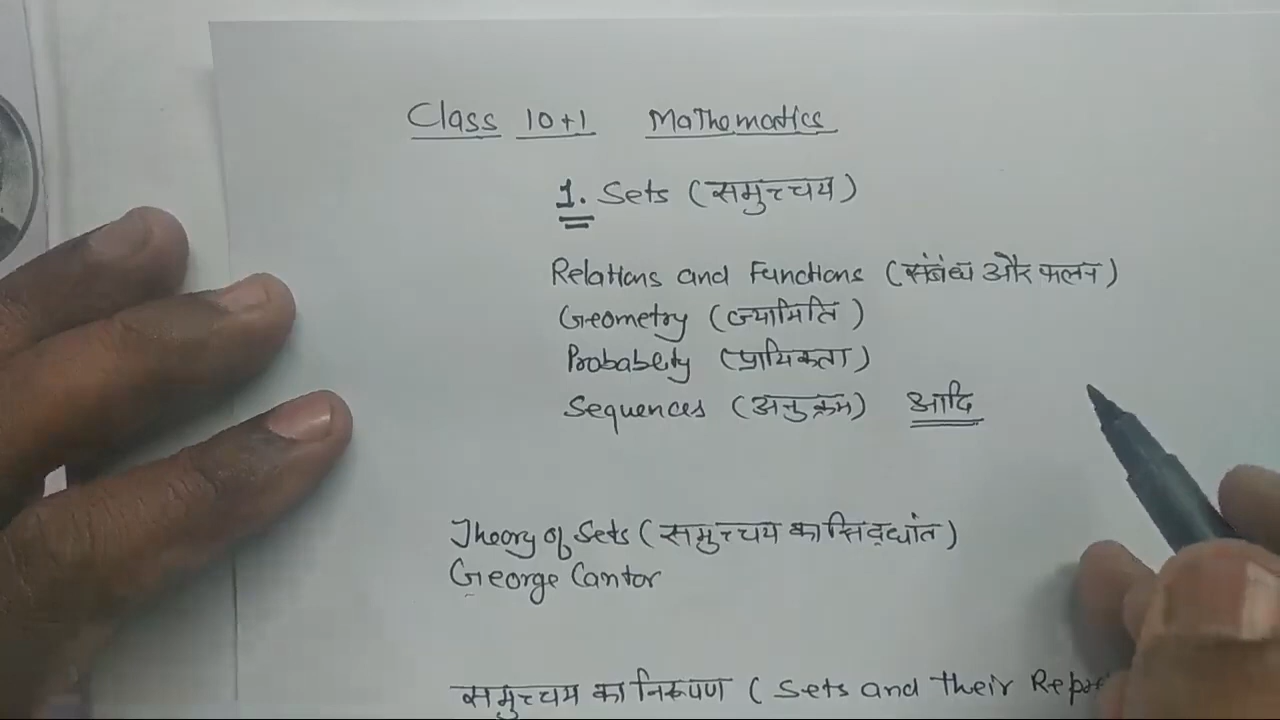 Class 10+1 Mathematics
1. Sets (समुच्चय)
Relations and Functions (संबंध और फलन)
Geometry (ज्यामिति)
Probabelity (प्रायिकता)
Sequences (अनुक्रम) आदि
Theory of Sets (समुच्चय का सिद्धांत)
George Cantor
समुच्चय का निरूपण ( Sets and Their